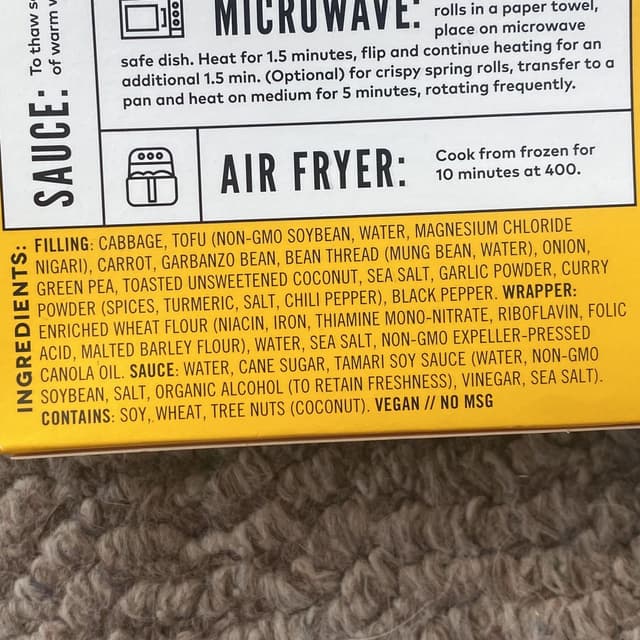 SAUCE:
To thaw s
of warm w
MICROWAVE:
rolls in a paper towel,
place on microwave
safe dish. Heat for 1.5 minutes, flip and continue heating for an
additional 1.5 min. (Optional) for crispy spring rolls, transfer to a
pan and heat on medium for 5 minutes, rotating frequently.
AIR FRYER:
Cook from frozen for
10 minutes at 400.
INGREDIENTS:
FILLING: CABBAGE, TOFU (NON-GMO SOYBEAN, WATER, MAGNESIUM CHLORIDE
NIGARI), CARROT, GARBANZO BEAN, BEAN THREAD (MUNG BEAN, WATER), ONION,
GREEN PEA, TOASTED UNSWEETENED COCONUT, SEA SALT, GARLIC POWDER, CURRY
POWDER (SPICES, TURMERIC, SALT, CHILI PEPPER), BLACK PEPPER. WRAPPER:
ENRICHED WHEAT FLOUR (NIACIN, IRON, THIAMINE MONO-NITRATE, RIBOFLAVIN, FOLIC
ACID, MALTED BARLEY FLOUR), WATER, SEA SALT, NON-GMO EXPELLER-PRESSED
CANOLA OIL. SAUCE: WATER, CANE SUGAR, TAMARI SOY SAUCE (WATER, NON-GMO
SOYBEAN, SALT, ORGANIC ALCOHOL (TO RETAIN FRESHNESS), VINEGAR, SEA SALT).
CONTAINS: SOY, WHEAT, TREE NUTS (COCONUT). VEGAN // NO MSG